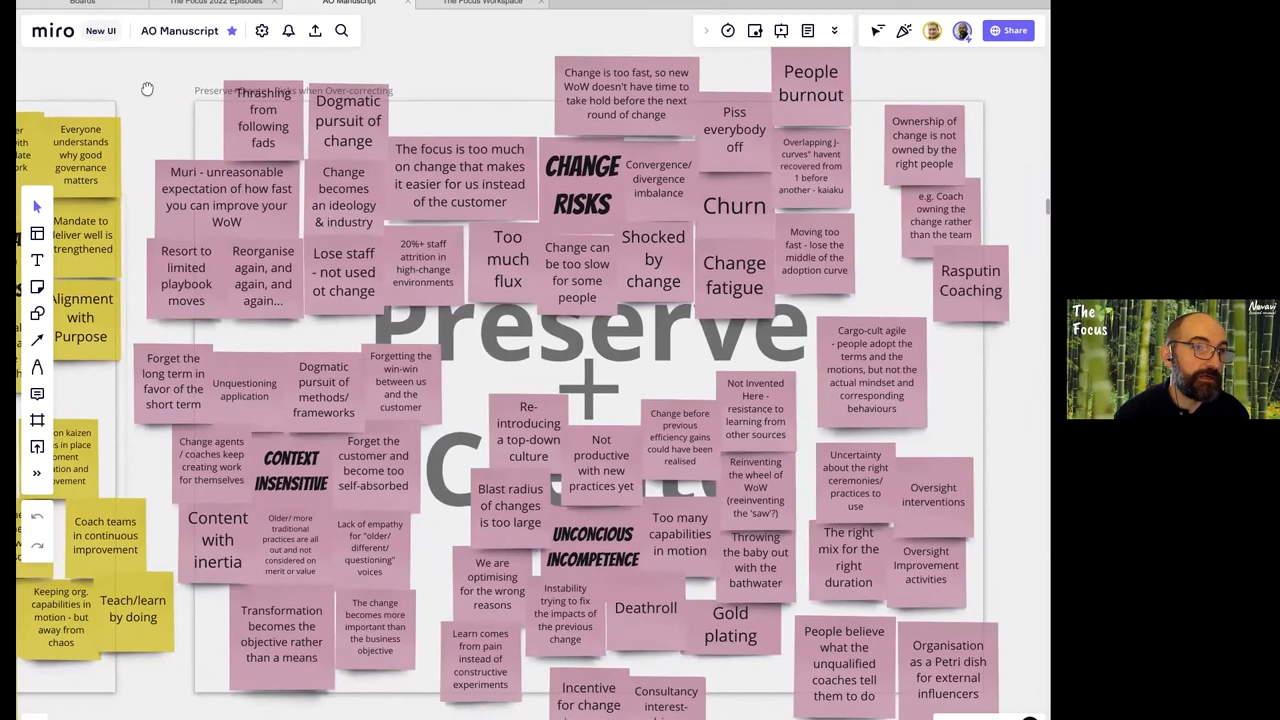 Boards
The Focus 2022 Episodes
AO Manuscript
The Focus Workspace
miro
New UI
AO Manuscript
Share
Everyone
understands
why good
governance
matters
Mandate to
deliver well is
strengthened
Alignment
with
Purpose
Coach teams
in continuous
improvement
Keeping org.
capabilities in
motion - but
away from
chaos
Teach/learn
by doing
Thrashing
from
following
fads
Dogmatic
pursuit of
change
Muri - unreasonable
expectation of how fast
you can improve your
WoW
Change
becomes
an ideology
& industry
Resort to
limited
playbook
moves
Reorganise
again, and
again, and
again...
Lose staff
- not used
ot change
The focus is too much
on change that makes
it easier for us instead
of the customer
20%+ staff
attrition in
high-change
environments
Too
much
flux
Change is too fast, so new
WoW doesn't have time to
take hold before the next
round of change
CHANGE
RISKS
Convergence/
divergence
imbalance
Change can
be too slow
for some
people
Shocked
by
change
Piss
everybody
off
Churn
Change
fatigue
People
burnout
Overlapping J-
curves" havent
recovered from
1 before
another - kaiaku
Moving too
fast - lose the
middle of the
adoption curve
Ownership of
change is not
owned by the
right people
e.g. Coach
owning the
change rather
than the team
Rasputin
Coaching
Preserve
+
Forget the
long term in
favor of the
short term
Unquestioning
application
Dogmatic
pursuit of
methods/
frameworks
Forgetting the
win-win
between us
and the
customer
Change agents
/ coaches keep
creating work
for themselves
CONTEXT
INSENSITIVE
Forget the
customer and
become too
self-absorbed
Content
with
inertia
Older/ more
traditional
practices are all
out and not
considered on
merit or value
Lack of empathy
for "older/
different/
questioning"
voices
Transformation
becomes the
objective rather
than a means
The change
becomes more
important than
the business
objective
Re-
introducing
a top-down
culture
Not
productive
with new
practices yet
Change before
previous
efficiency gains
could have been
realised
Not Invented
Here -
resistance to
learning from
other sources
Blast radius
of changes
is too large
UNCONCIOUS
INCOMPETENCE
Too many
capabilities
in motion
Reinventing
the wheel of
WoW
(reeinventing
the 'saw'?)
Throwing
the baby out
with the
bathwater
We are
optimising
for the wrong
reasons
Instability
trying to fix
the impacts of
the previous
change
Deathroll
Gold
plating
Learn comes
from pain
instead of
constructive
experiments
Incentive
for change
Consultancy
interest-
Cargo-cult agile
- people adopt the
terms and the
motions, but not the
actual mindset and
corresponding
behaviours
Uncertainty
about the right
ceremonies/
practices to
use
Oversight
interventions
The right
mix for the
right
duration
Oversight
Improvement
activities
People believe
what the
unqualified
coaches tell
them to do
Organisation
as a Petri dish
for external
influencers
The
Focus
Nowavi